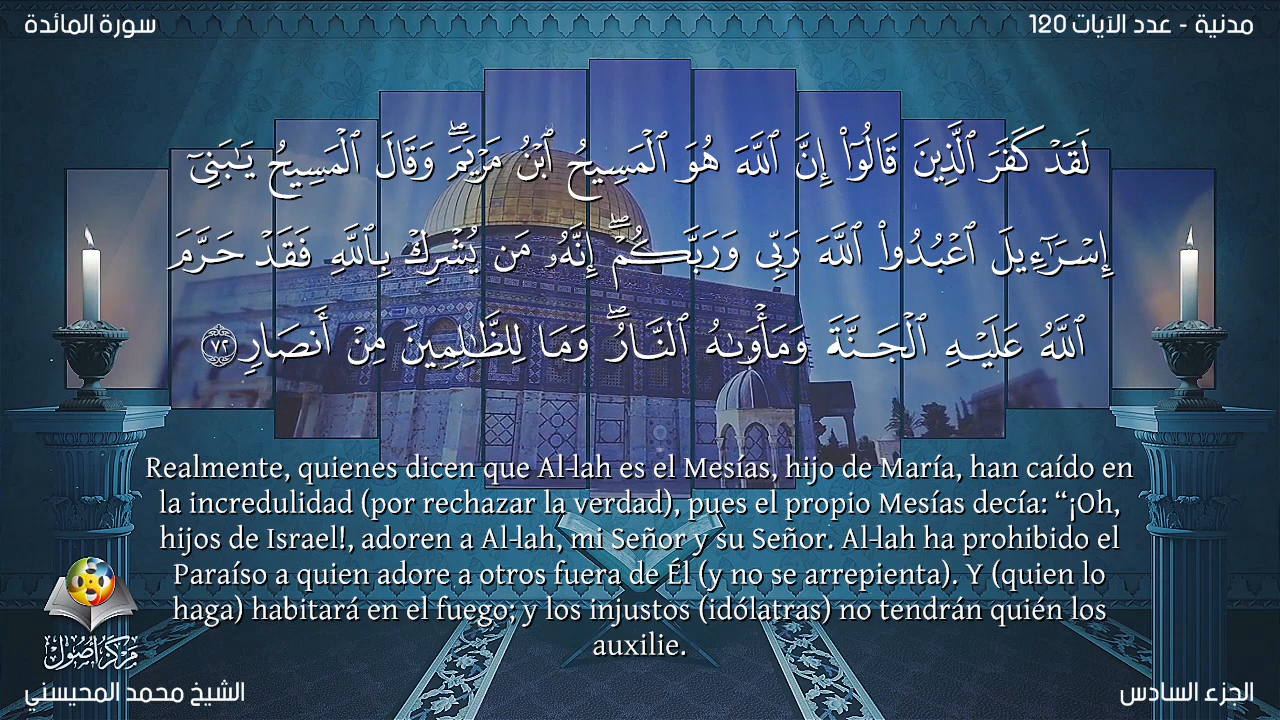 سورة المائدة
مدنية - عدد الآيات 120
لَقَدْ كَفَرَ ٱلَّذِينَ قَالُوٓا۟ إِنَّ ٱللَّهَ هُوَ ٱلْمَسِيحُ ٱبْنُ مَرْيَمَ ۖ وَقَالَ ٱلْمَسِيحُ يَـٰبَنِىٓ
إِسْرَٰٓءِيلَ ٱعْبُدُوا۟ ٱللَّهَ رَبِّى وَرَبَّكُمْ ۖ إِنَّهُۥ مَن يُشْرِكْ بِٱللَّهِ فَقَدْ حَرَّمَ
ٱللَّهُ عَلَيْهِ ٱلْجَنَّةَ وَمَأْوَىٰهُ ٱلنَّارُ ۖ وَمَا لِلظَّـٰلِمِينَ مِنْ أَنصَارٍ ٧٢
Realmente, quienes dicen que Al-lah es el Mesías, hijo de María, han caído en
la incredulidad (por rechazar la verdad), pues el propio Mesías decía: “¡Oh,
hijos de Israel!, adoren a Al-lah, mi Señor y su Señor. Al-lah ha prohibido el
Paraíso a quien adore a otros fuera de Él (y no se arrepienta). Y (quien lo
haga) habitará en el fuego; y los injustos (idólatras) no tendrán quién los
auxilie.
مركز أصول
الشيخ محمد المحيسني
الجزء السادس